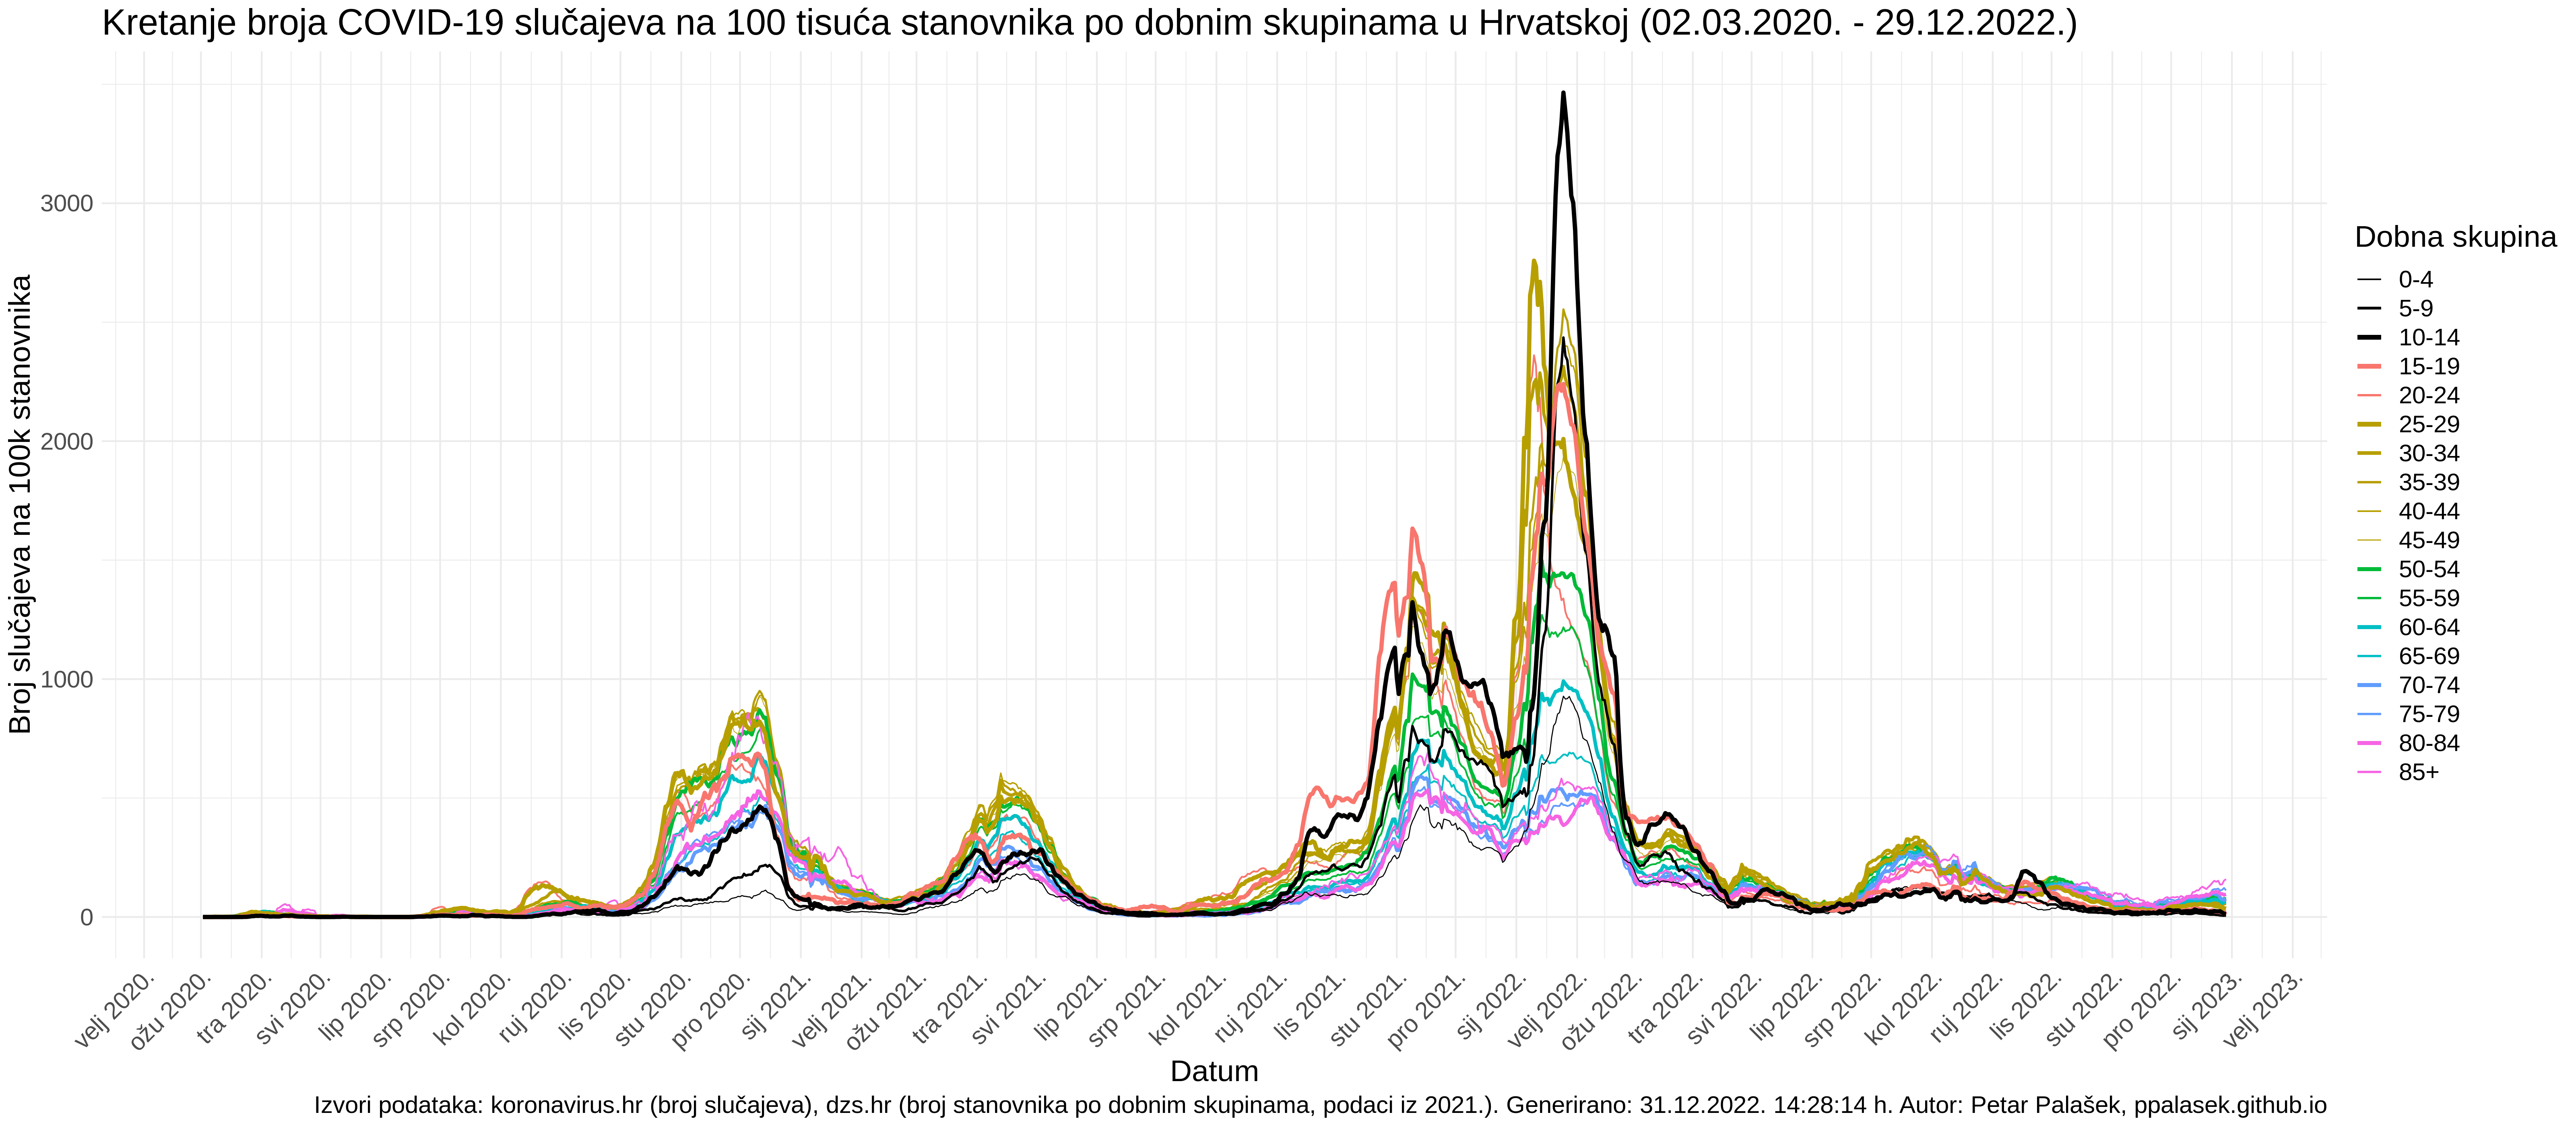 Kretanje broja COVID-19 slučajeva na 100 tisuća stanovnika po dobnim skupinama u Hrvatskoj (02.03.2020. - 29.12.2022.)
Broj slučajeva na 100k stanovnika
3000
2000
1000
0
velj 2020.
ožu 2020.
tra 2020.
svi 2020.
lip 2020.
srp 2020.
kol 2020.
ruj 2020.
lis 2020.
stu 2020.
pro 2020.
sij 2021.
velj 2021.
ožu 2021.
tra 2021.
svi 2021.
lip 2021.
srp 2021.
kol 2021.
ruj 2021.
lis 2021.
stu 2021.
pro 2021.
sij 2022.
velj 2022.
ožu 2022.
tra 2022.
svi 2022.
lip 2022.
srp 2022.
kol 2022.
ruj 2022.
lis 2022.
stu 2022.
pro 2022.
sij 2023.
velj 2023.
Datum
Dobna skupina
0-4
5-9
10-14
15-19
20-24
25-29
30-34
35-39
40-44
45-49
50-54
55-59
60-64
65-69
70-74
75-79
80-84
85+
Izvori podataka: koronavirus.hr (broj slučajeva), dzs.hr (broj stanovnika po dobnim skupinama, podaci iz 2021.). Generirano: 31.12.2022. 14:28:14 h. Autor: Petar Palašek, ppalasek.github.io